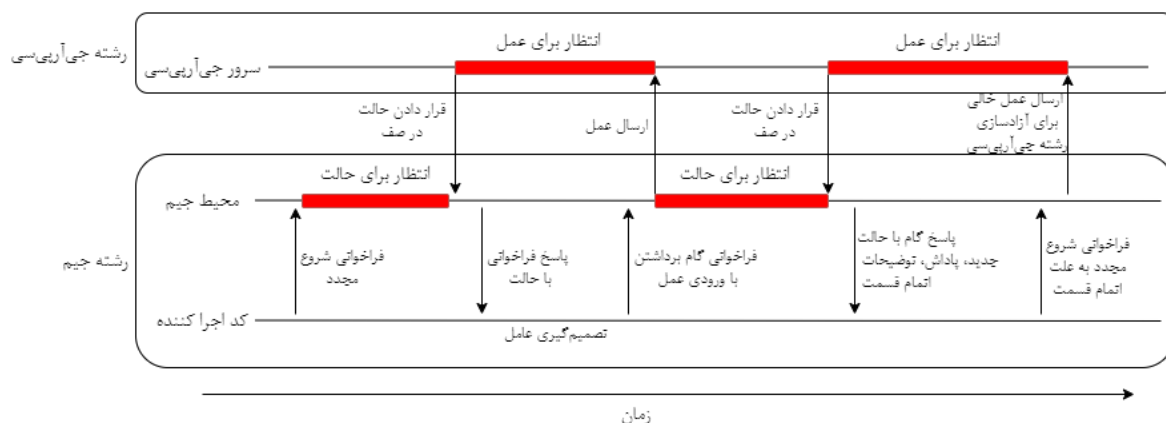 انتظار برای عمل
انتظار برای عمل
رشته جی‌آرپی‌سی
سرور جی‌آرپی‌سی
قرار دادن حالت
در صف
ارسال عمل
قرار دادن حالت
در صف
ارسال عمل خالی
برای آزادسازی
رشته جی‌آرپی‌سی
انتظار برای حالت
انتظار برای حالت
محیط جیم
رشته جیم
فراخوانی شروع
مجدد
پاسخ فراخوانی
با حالت
فراخوانی گام برداشتن
با ورودی عمل
پاسخ گام با حالت
جدید، پاداش، توضیحات
اتمام قسمت
فراخوانی شروع
مجدد به علت
اتمام قسمت
کد اجرا کننده
تصمیم‌گیری عامل
زمان